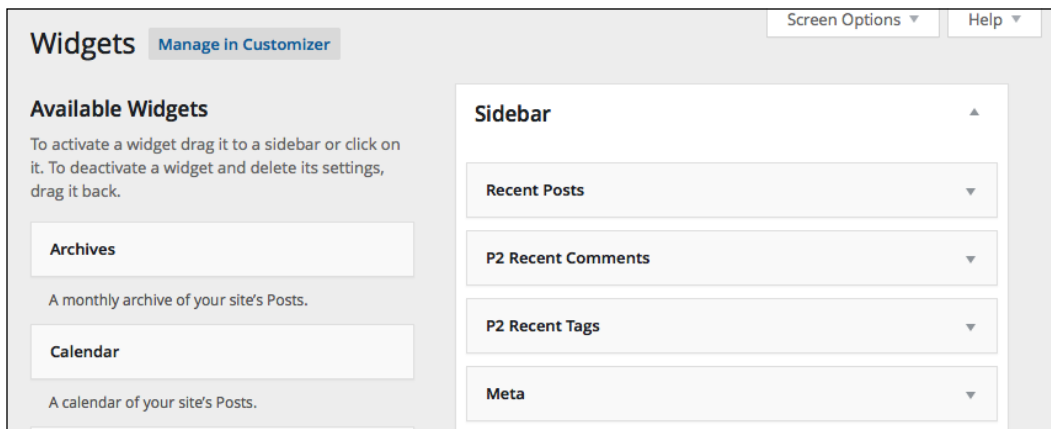 Screen Options
Help
Widgets
Manage in Customizer
Available Widgets
To activate a widget drag it to a sidebar or click on
it. To deactivate a widget and delete its settings,
drag it back.
Archives
A monthly archive of your site's Posts.
Calendar
A calendar of your site's Posts.
Sidebar
Recent Posts
P2 Recent Comments
P2 Recent Tags
Meta